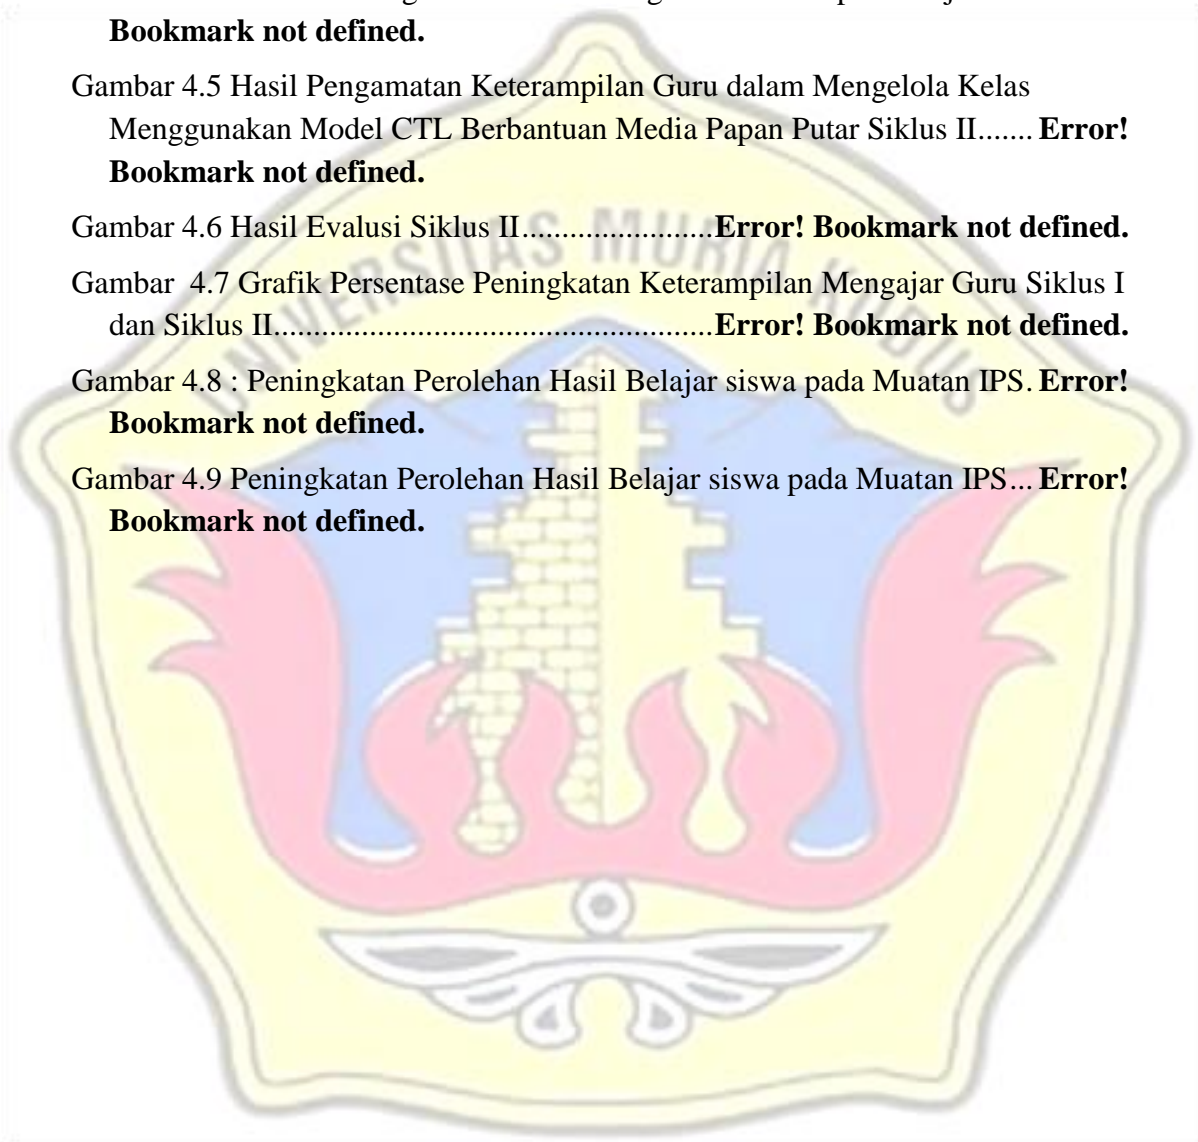 Bookmark not defined.
Gambar 4.5 Hasil Pengamatan Keterampilan Guru dalam Mengelola Kelas
Menggunakan Model CTL Berbantuan Media Papan Putar Siklus II....... Error!
Bookmark not defined.
Gambar 4.6 Hasil Evalusi Siklus II........................Error! Bookmark not defined.
Gambar  4.7 Grafik Persentase Peningkatan Keterampilan Mengajar Guru Siklus I
dan Siklus II.......................................................Error! Bookmark not defined.
Gambar 4.8 : Peningkatan Perolehan Hasil Belajar siswa pada Muatan IPS. Error!
Bookmark not defined.
Gambar 4.9 Peningkatan Perolehan Hasil Belajar siswa pada Muatan IPS... Error!
Bookmark not defined.
UNIVERSITAS MURIA KUDUS